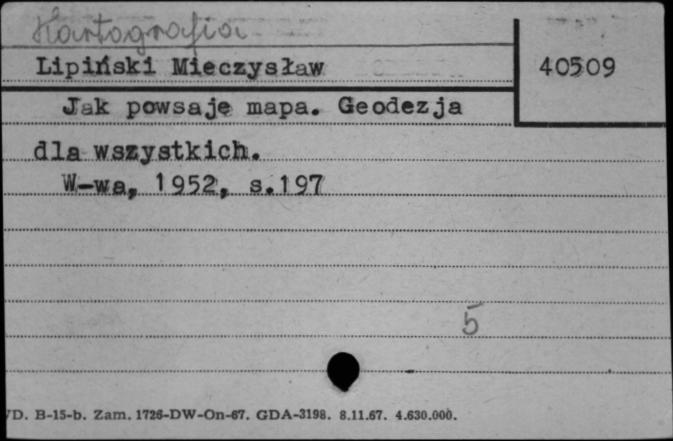 Kartografia
Lipiński Mieczysław
40509
Jak powsaje mapa. Geodezja
dla wszystkich.
W-wa, 1952, s.197
5
D. B-15-b. Zam. 1726-DW-On-67. GDA-3198. 8.11.67. 4.630.000.